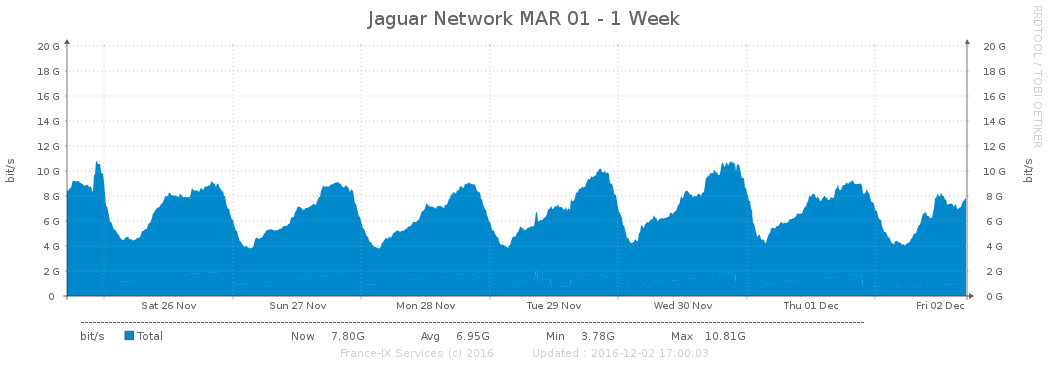 Jaguar Network MAR 01 - 1 Week
RRDTOOL / TOBI OETIKER
bit/s
20 G 20 G
18 G 18 G
16 G 16 G
14 G 14 G
12 G 12 G
10 G 10 G
8 G 8 G
6 G 6 G
4 G 4 G
2 G 2 G
0 0 G
bit/s
Sat 26 Nov Sun 27 Nov Mon 28 Nov Tue 29 Nov Wed 30 Nov Thu 01 Dec Fri 02 Dec
bit/s Total Now 7.80G Avg 6.95G Min 3.78G Max 10.81G
France-IX Services (c) 2016 Updated : 2016-12-02 17:00:03